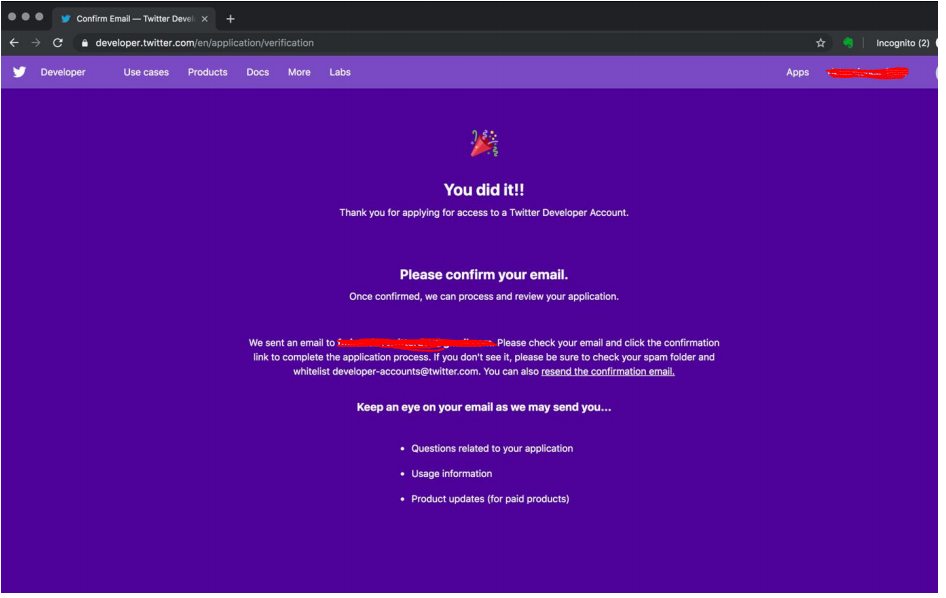 Confirm Email — Twitter Devel
developer.twitter.com/en/application/verification
Incognito (2)
Developer Use cases Products Docs More Labs Apps
You did it!!
Thank you for applying for access to a Twitter Developer Account.
Please confirm your email.
Once confirmed, we can process and review your application.
We sent an email to Please check your email and click the confirmation
link to complete the application process. If you don't see it, please be sure to check your spam folder and
whitelist developer-accounts@twitter.com. You can also resend the confirmation email.
Keep an eye on your email as we may send you...
• Questions related to your application
• Usage information
• Product updates (for paid products)